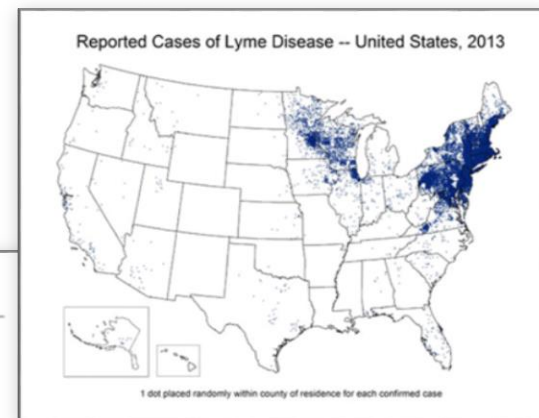 Reported Cases of Lyme Disease -- United States, 2013
1 dot placed randomly within county of residence for each confirmed case